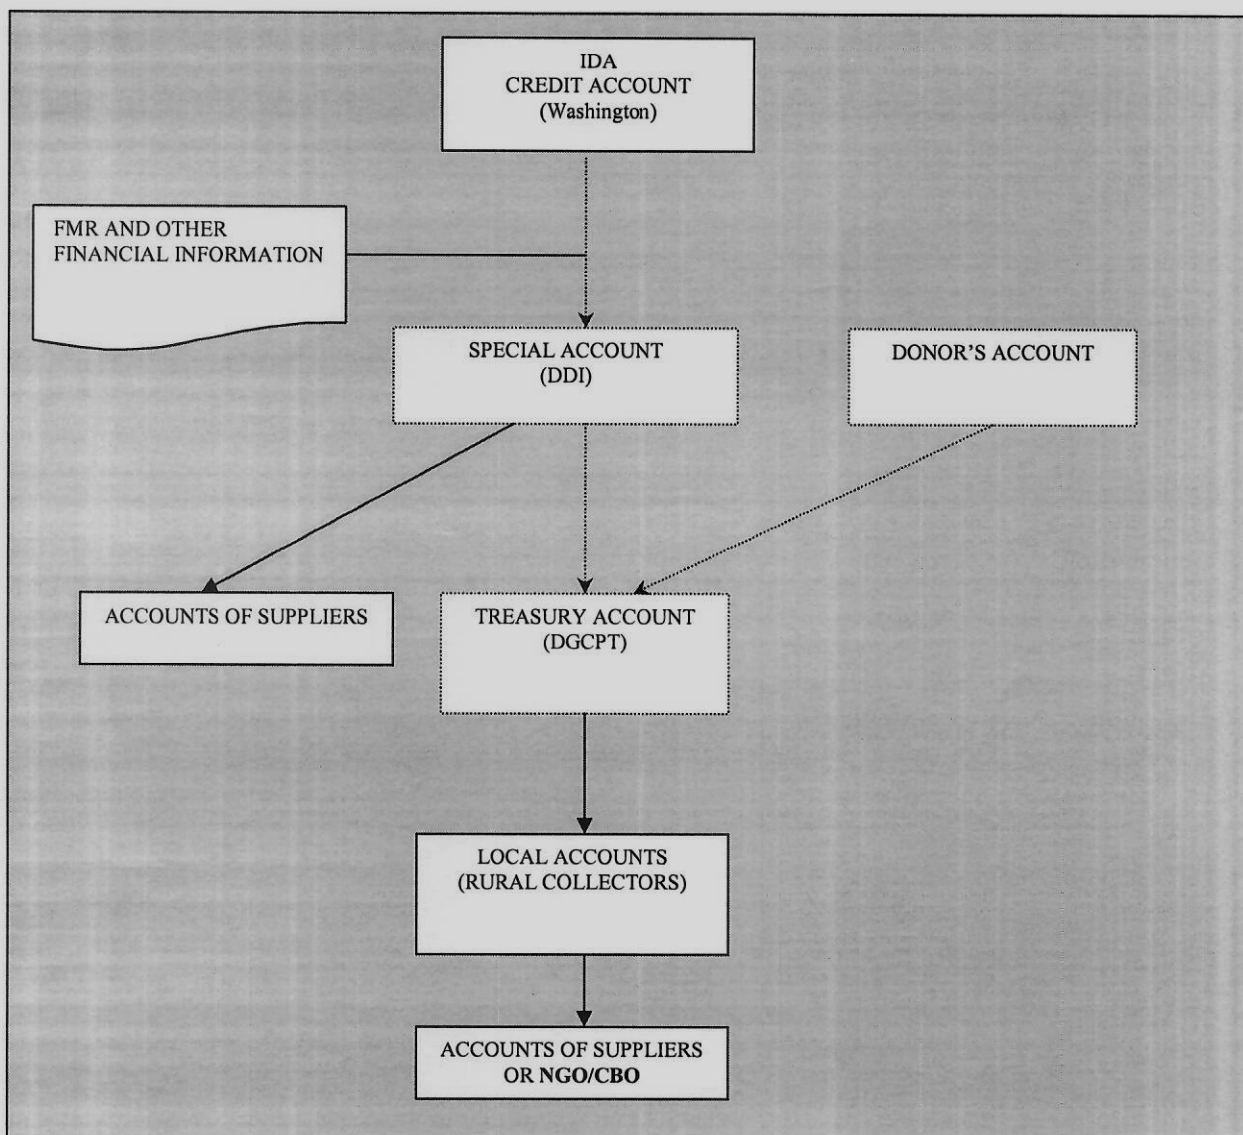 IDA
CREDIT ACCOUNT
(Washington)
FMR AND OTHER
FINANCIAL INFORMATION
SPECIAL ACCOUNT
(DDI)
DONOR'S ACCOUNT
ACCOUNTS OF SUPPLIERS
TREASURY ACCOUNT
(DGCPT)
LOCAL ACCOUNTS
(RURAL COLLECTORS)
ACCOUNTS OF SUPPLIERS
OR NGO/CBO